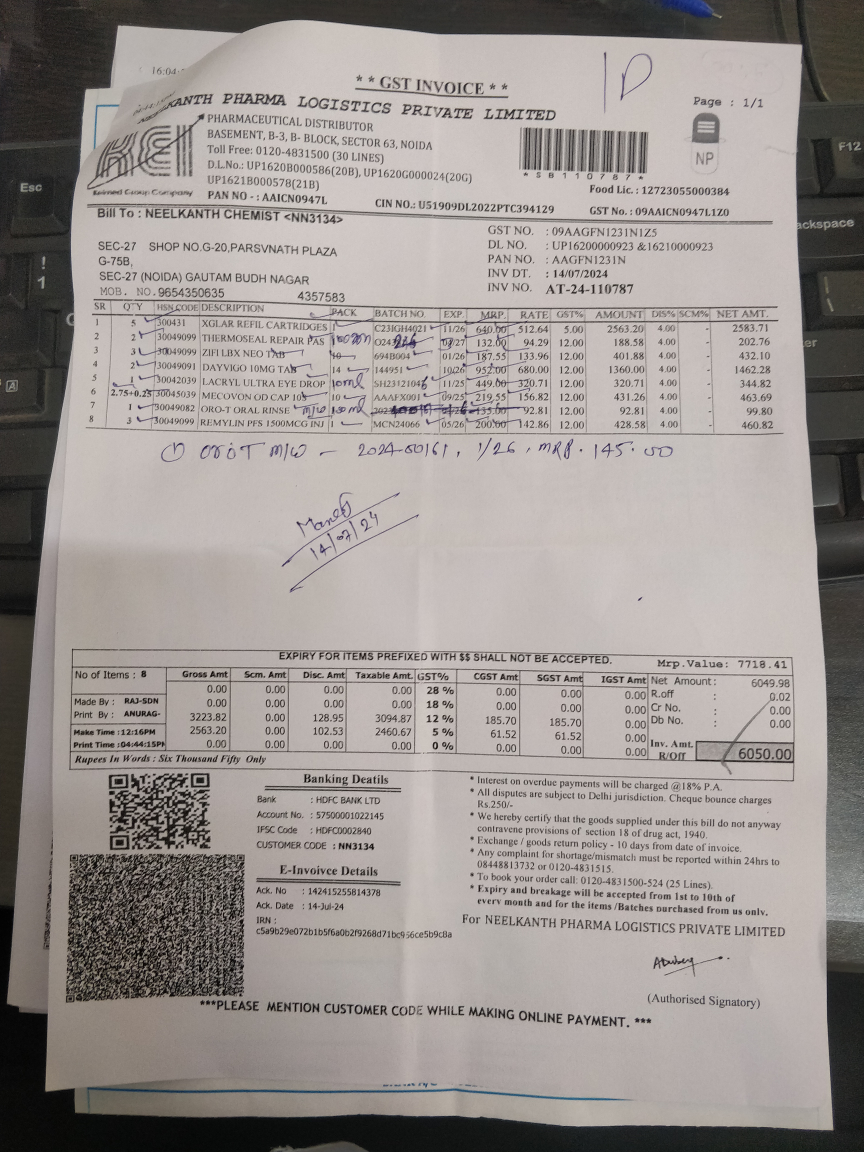 16:04:
* * GST INVOICE * *
1D
NEELKANTH PHARMA LOGISTICS PRIVATE LIMITED
Page : 1/1
KEI
Keimed Group Company
PHARMACEUTICAL DISTRIBUTOR
BASEMENT, B-3, B- BLOCK, SECTOR 63, NOIDA
Toll Free: 0120-4831500 (30 LINES)
D.L.No.: UP1620B000586(20B), UP1620G000024(20G)
UP1621B000578(21B)
PAN NO - : AAICN0947L
CIN NO.: U51909DL2022PTC394129
* S B 1 1 0 7 8 7 *
NP
Food Lic. : 12723055000384
GST No. : 09AAICN0947L1Z0
Bill To : NEELKANTH CHEMIST <NN3134>
SEC-27 SHOP NO.G-20,PARSVNATH PLAZA
G-75B,
SEC-27 (NOIDA) GAUTAM BUDH NAGAR
MOB. NO.9654350635 4357583
GST NO. : 09AAGFN1231N1Z5
DL NO. : UP16200000923 &16210000923
PAN NO. : AAGFN1231N
INV DT. : 14/07/2024
INV NO. AT-24-110787
SR QTY HSN CODE DESCRIPTION PACK BATCH NO. EXP. MRP. RATE GST% AMOUNT DIS% SCM% NET AMT.
1 5 300431 XGLAR REFIL CARTRIDGES 1 C23IGH4021 11/26 640.00 512.64 5.00 2563.20 4.00 - 2583.71
2 2 30049099 THERMOSEAL REPAIR PAS 100gm 132.00 94.29 12.00 188.58 4.00 - 202.76
3 3 30049099 ZIFI LBX NEO TAB 10 694B004 01/26 187.55 133.96 12.00 401.88 4.00 - 432.10
4 2 30049091 DAYVIGO 10MG TAB 14 144951 10/26 952.00 680.00 12.00 1360.00 4.00 - 1462.28
5 1 30042039 LACRYL ULTRA EYE DROP 10ml 11/25 449.00 320.71 12.00 320.71 4.00 - 344.82
6 2.75+0.25 30045039 MECOVON OD CAP 10S 10 AAAFX001 09/25 219.55 156.82 12.00 431.26 4.00 - 463.69
7 1 30049082 ORO-T ORAL RINSE m/w 135.00 92.81 12.00 92.81 4.00 - 99.80
8 3 30049099 REMYLIN PFS 1500MCG INJ 1 MCN24066 05/26 200.00 142.86 12.00 428.58 4.00 - 460.82
① OROT M/W - 2024-00161, 1/26, MRP. 145.00
14/07/24
EXPIRY FOR ITEMS PREFIXED WITH $$ SHALL NOT BE ACCEPTED.
Mrp.Value: 7718.41
No of Items : 8 Gross Amt Scm. Amt Disc. Amt Taxable Amt. GST% CGST Amt SGST Amt IGST Amt Net Amount: 6049.98
0.00 0.00 0.00 0.00 28 % 0.00 0.00 0.00 R.off : 0.02
Made By : RAJ-SDN 0.00 0.00 0.00 0.00 18 % 0.00 0.00 0.00 Cr No. : 0.00
Print By : ANURAG- 3223.82 0.00 128.95 3094.87 12 % 185.70 185.70 0.00 Db No. : 0.00
Make Time :12:16PM 2563.20 0.00 102.53 2460.67 5 % 61.52 61.52 0.00
Print Time :04:44:15PM 0.00 0.00 0.00 0.00 0 % 0.00 0.00 0.00
Inv. Amt. R/Off 6050.00
Rupees In Words : Six Thousand Fifty Only
Banking Deatils
Bank : HDFC BANK LTD
Account No. : 57500001022145
IFSC Code : HDFC0002840
CUSTOMER CODE : NN3134
E-Invoivce Details
Ack. No : 142415255814378
Ack. Date : 14-Jul-24
IRN :
c5a9b29e072b1b5f6a0b2f9268d71bc956ce5b9c8a
* Interest on overdue payments will be charged @18% P.A.
* All disputes are subject to Delhi jurisdiction. Cheque bounce charges
Rs.250/-
* We hereby certify that the goods supplied under this bill do not anyway
contravene provisions of section 18 of drug act, 1940.
* Exchange / goods return policy - 10 days from date of invoice.
* Any complaint for shortage/mismatch must be reported within 24hrs to
08448813732 or 0120-4831515.
* To book your order call: 0120-4831500-524 (25 Lines).
* Expiry and breakage will be accepted from 1st to 10th of
every month and for the items /Batches purchased from us only.
For NEELKANTH PHARMA LOGISTICS PRIVATE LIMITED
(Authorised Signatory)
***PLEASE MENTION CUSTOMER CODE WHILE MAKING ONLINE PAYMENT. ***
Esc
! 1
A
F12
ackspace